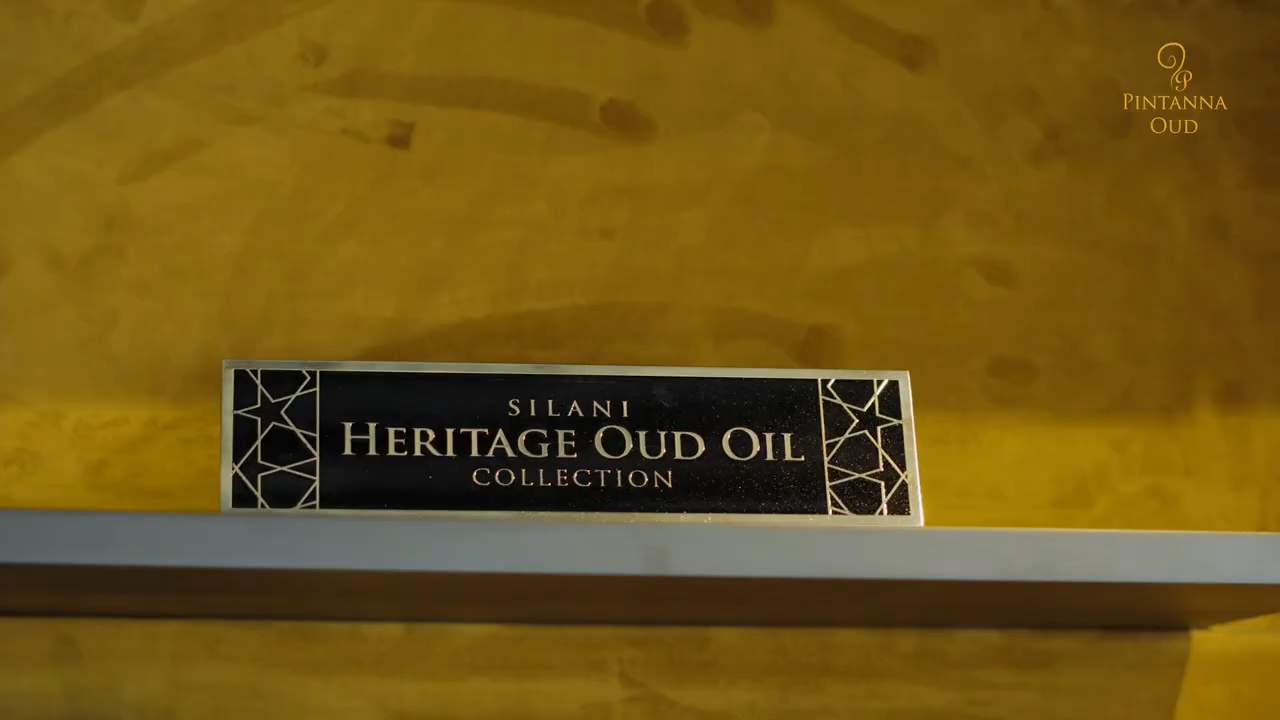 PINTANNA
OUD
SILANI
HERITAGE OUD OIL
COLLECTION